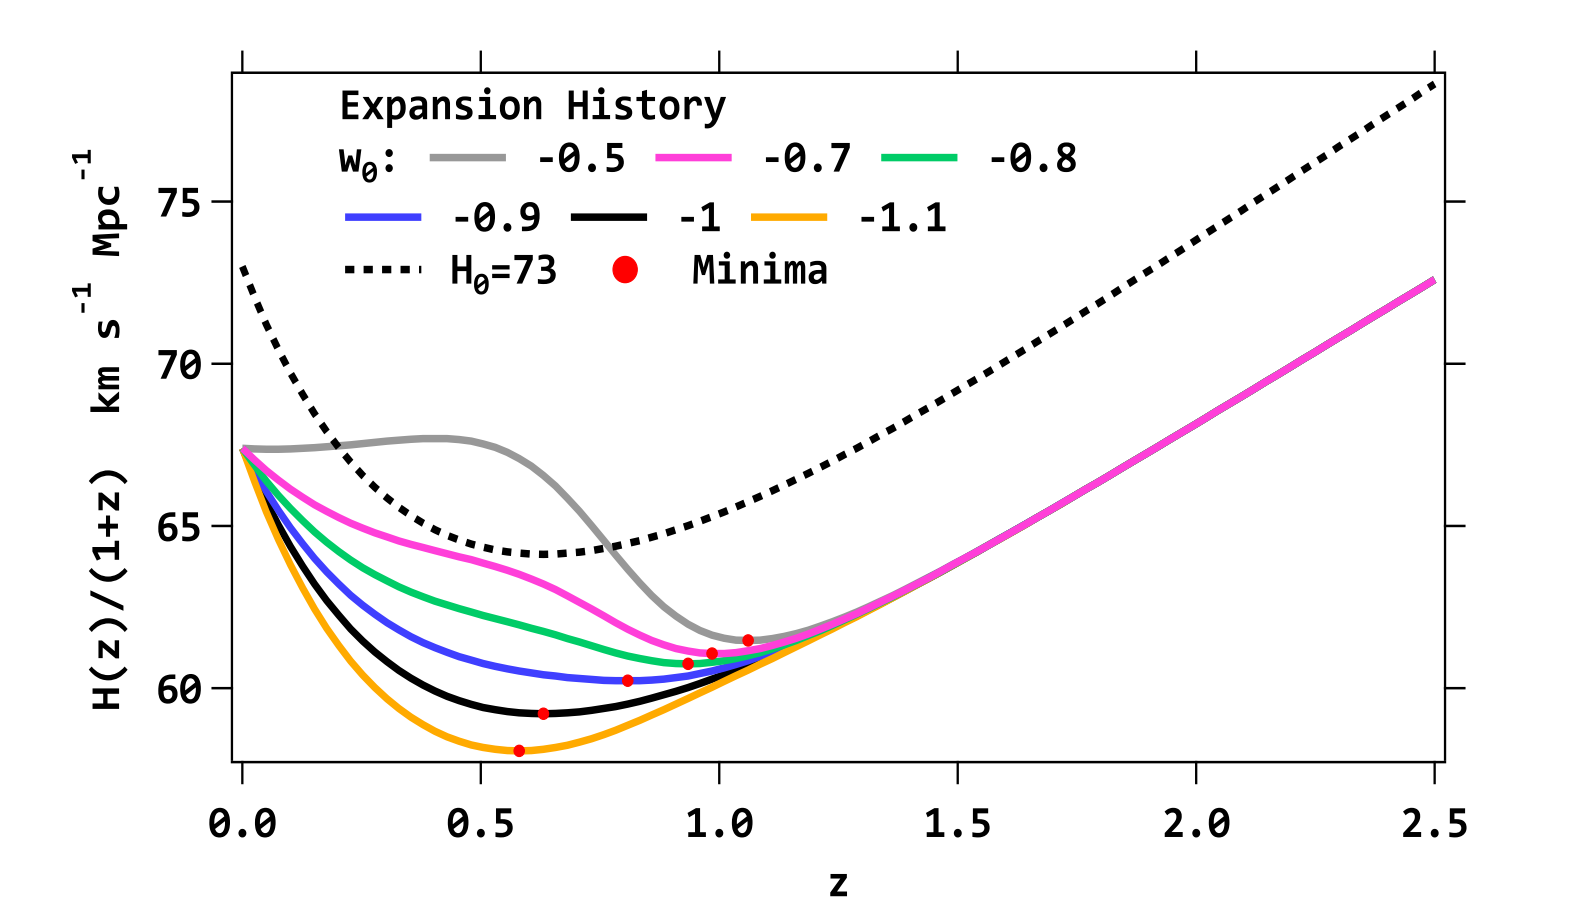 Expansion History
w₀: -0.5 -0.7 -0.8
-0.9 -1 -1.1
H₀=73 Minima
H(z)/(1+z) km s⁻¹ Mpc⁻¹
75
70
65
60
0.0 0.5 1.0 1.5 2.0 2.5
z